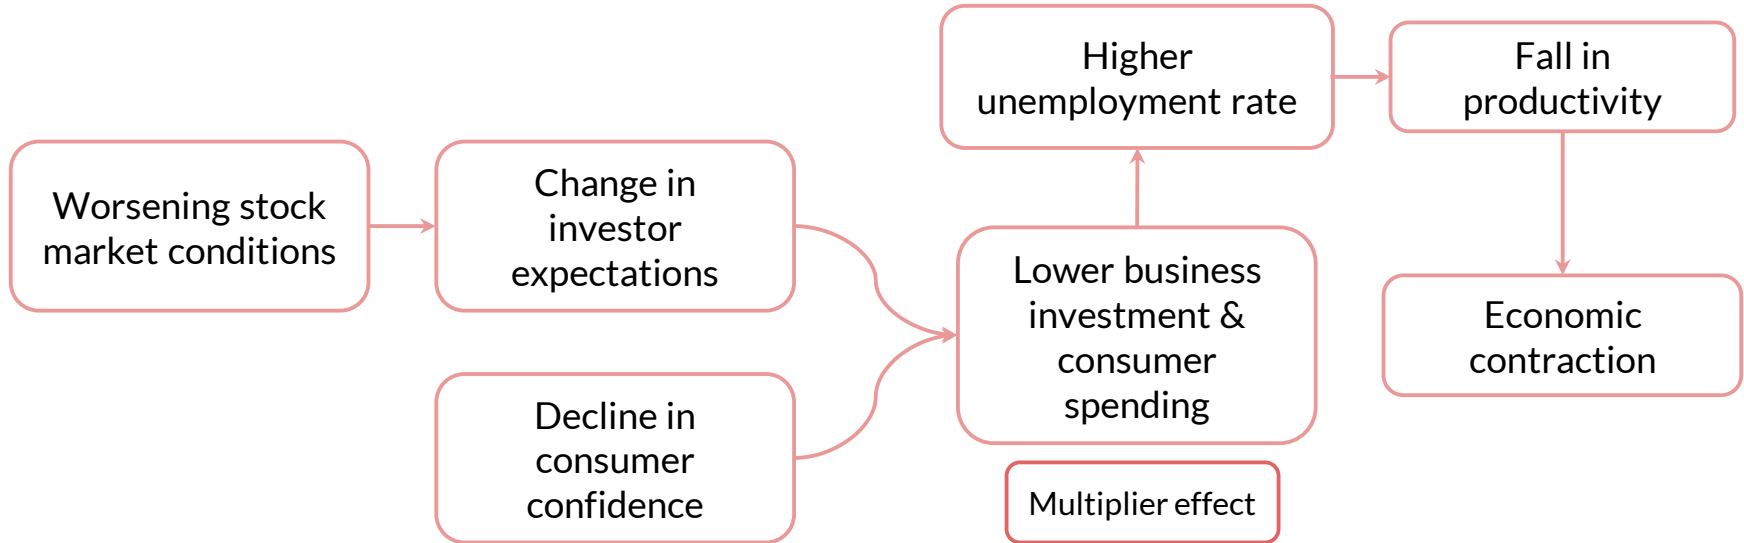 Worsening stock
market conditions
Change in
investor
expectations
Decline in
consumer
confidence
Lower business
investment &
consumer
spending
Multiplier effect
Higher
unemployment rate
Fall in
productivity
Economic
contraction